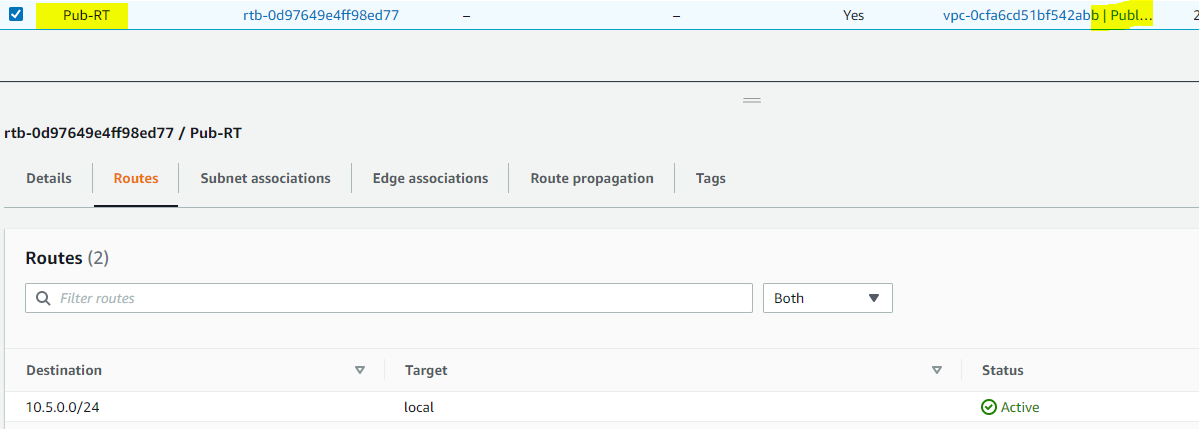 Pub-RT rtb-0d97649e4ff98ed77 – – Yes vpc-0cfa6cd51bf542abb | Publ... 2
rtb-0d97649e4ff98ed77 / Pub-RT
Details Routes Subnet associations Edge associations Route propagation Tags
Routes (2)
Filter routes Both
Destination Target Status
10.5.0.0/24 local Active